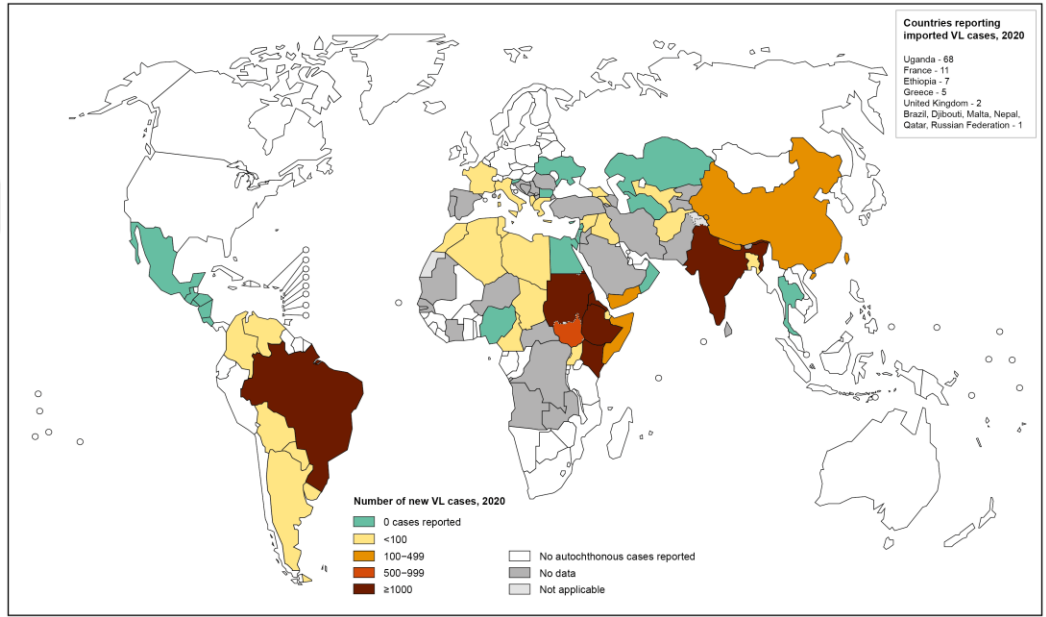 Countries reporting
imported VL cases, 2020
Uganda - 68
France - 11
Ethiopia - 7
Greece - 5
United Kingdom - 2
Brazil, Djibouti, Malta, Nepal,
Qatar, Russian Federation - 1
Number of new VL cases, 2020
0 cases reported
<100
100–499
500–999
≥1000
No autochthonous cases reported
No data
Not applicable